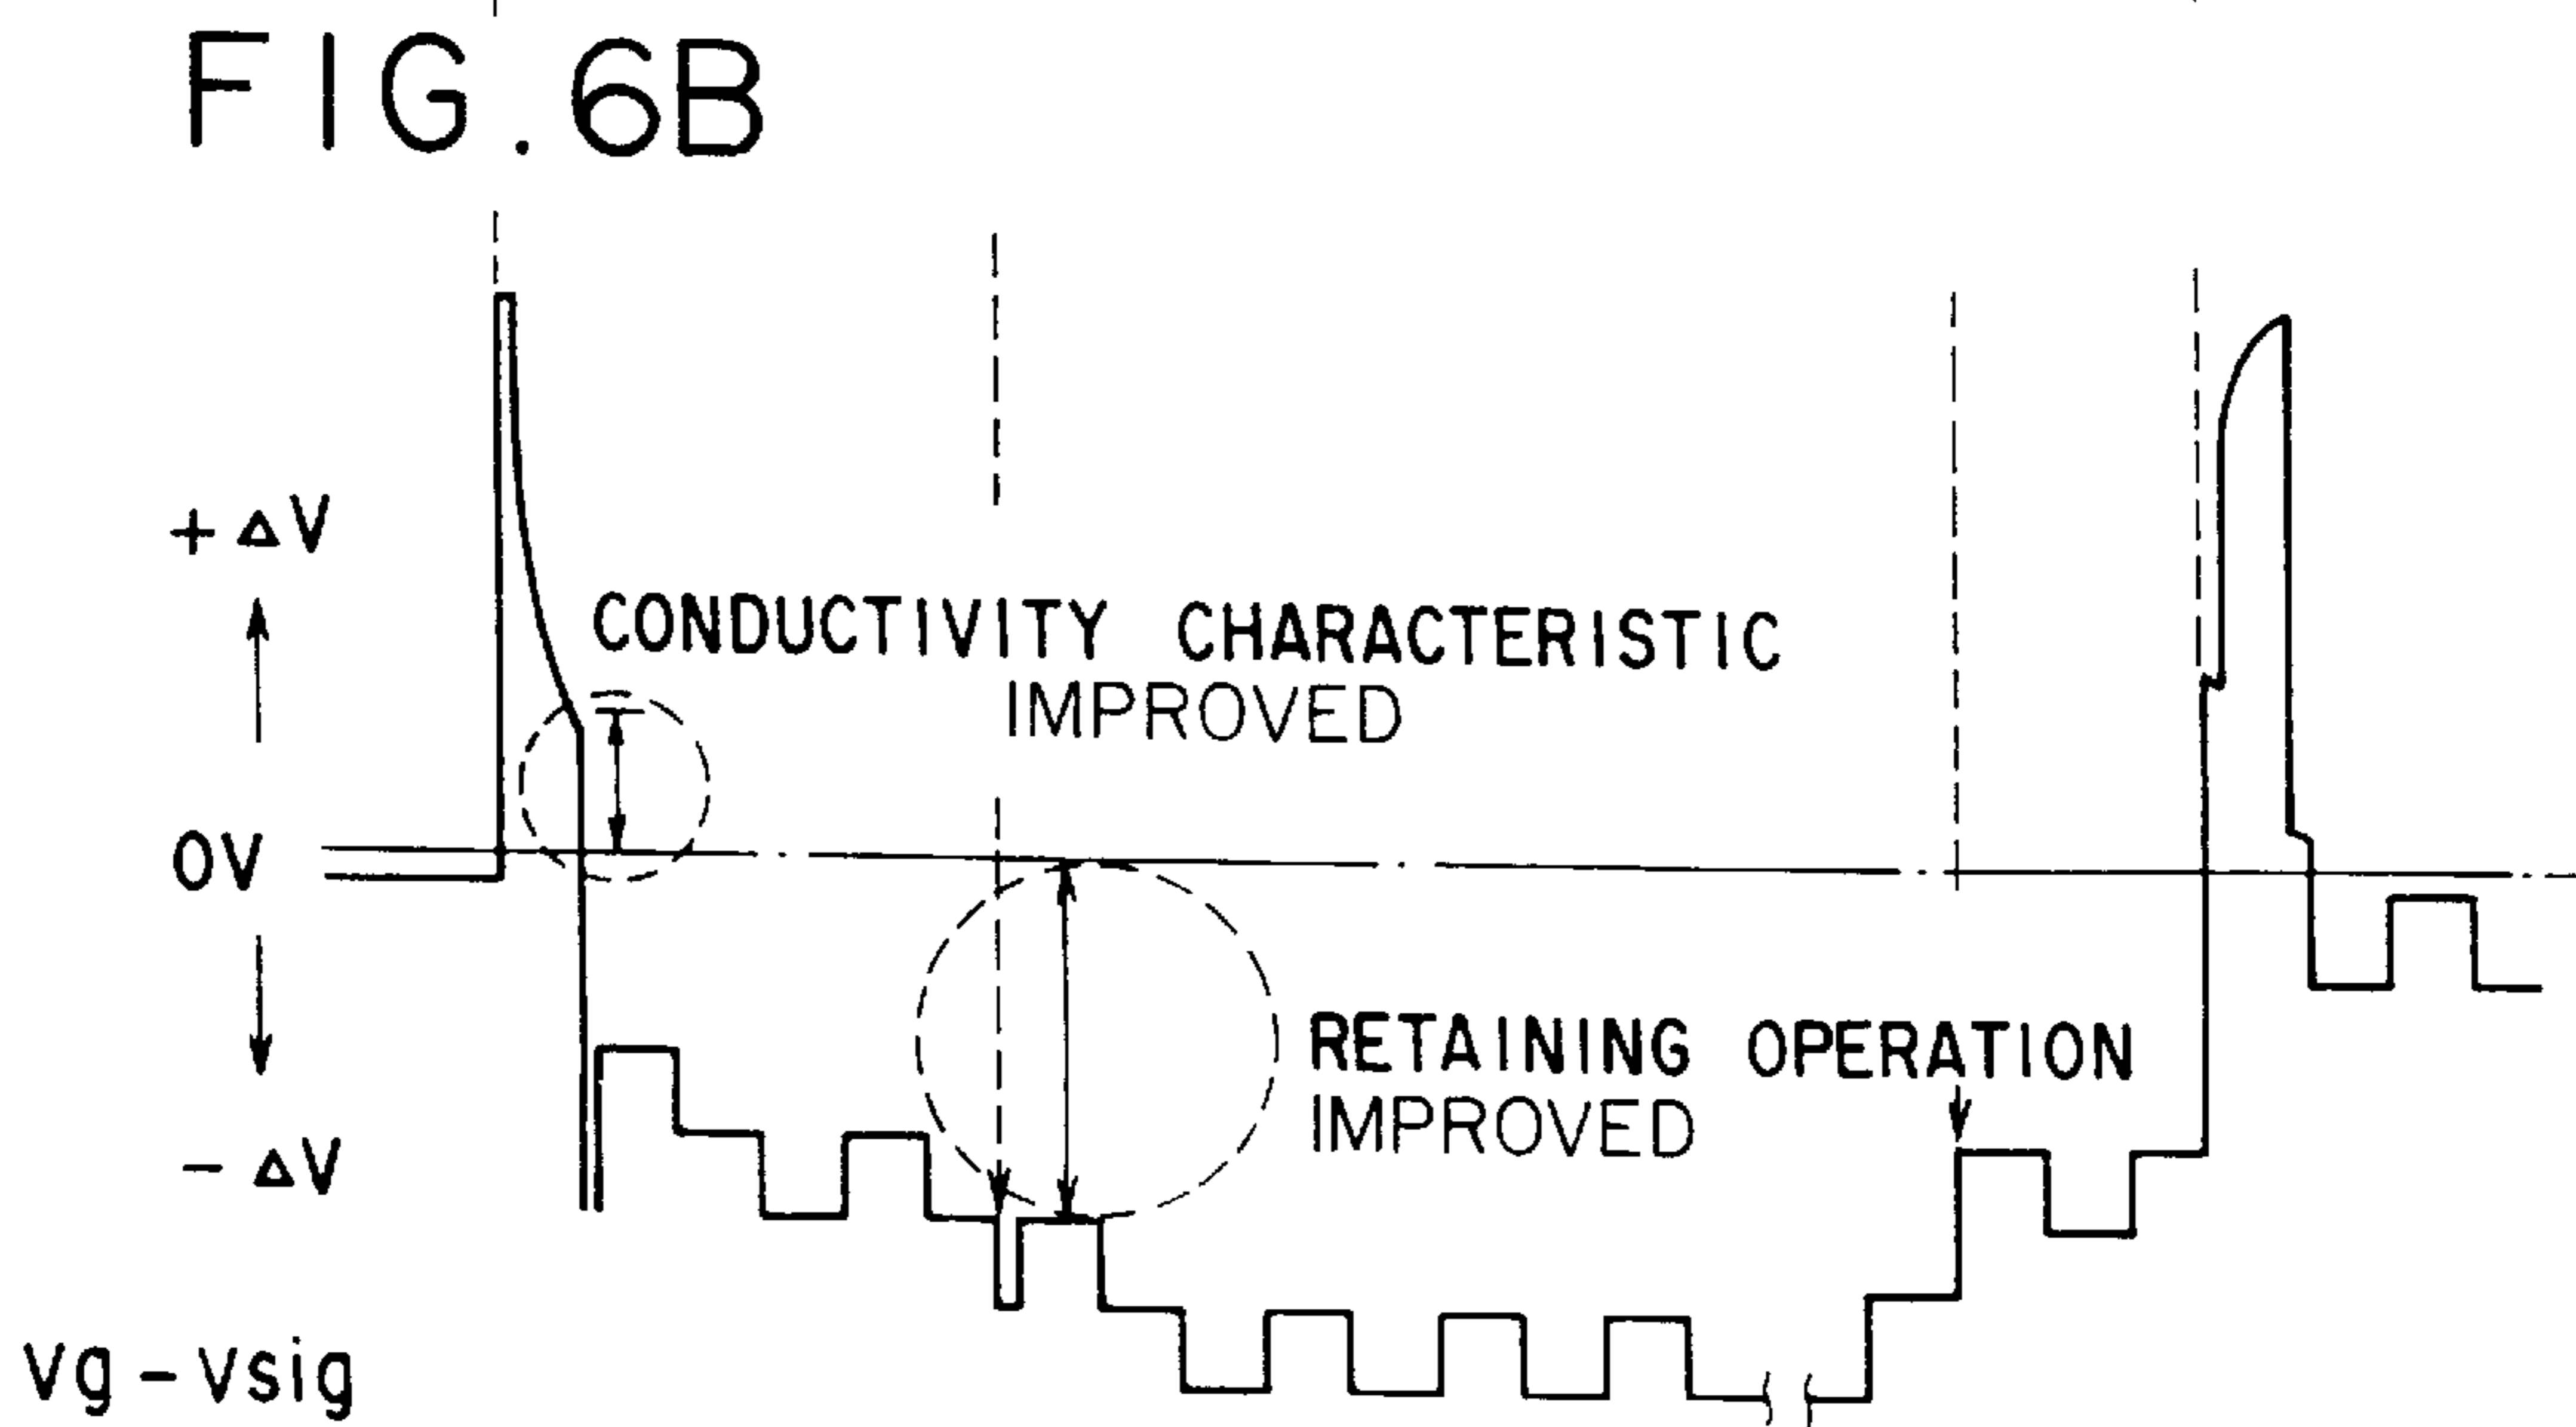 FIG. 6B
+ΔV
CONDUCTIVITY CHARACTERISTIC
IMPROVED
0V
RETAINING OPERATION
IMPROVED
-ΔV
Vg-Vsig